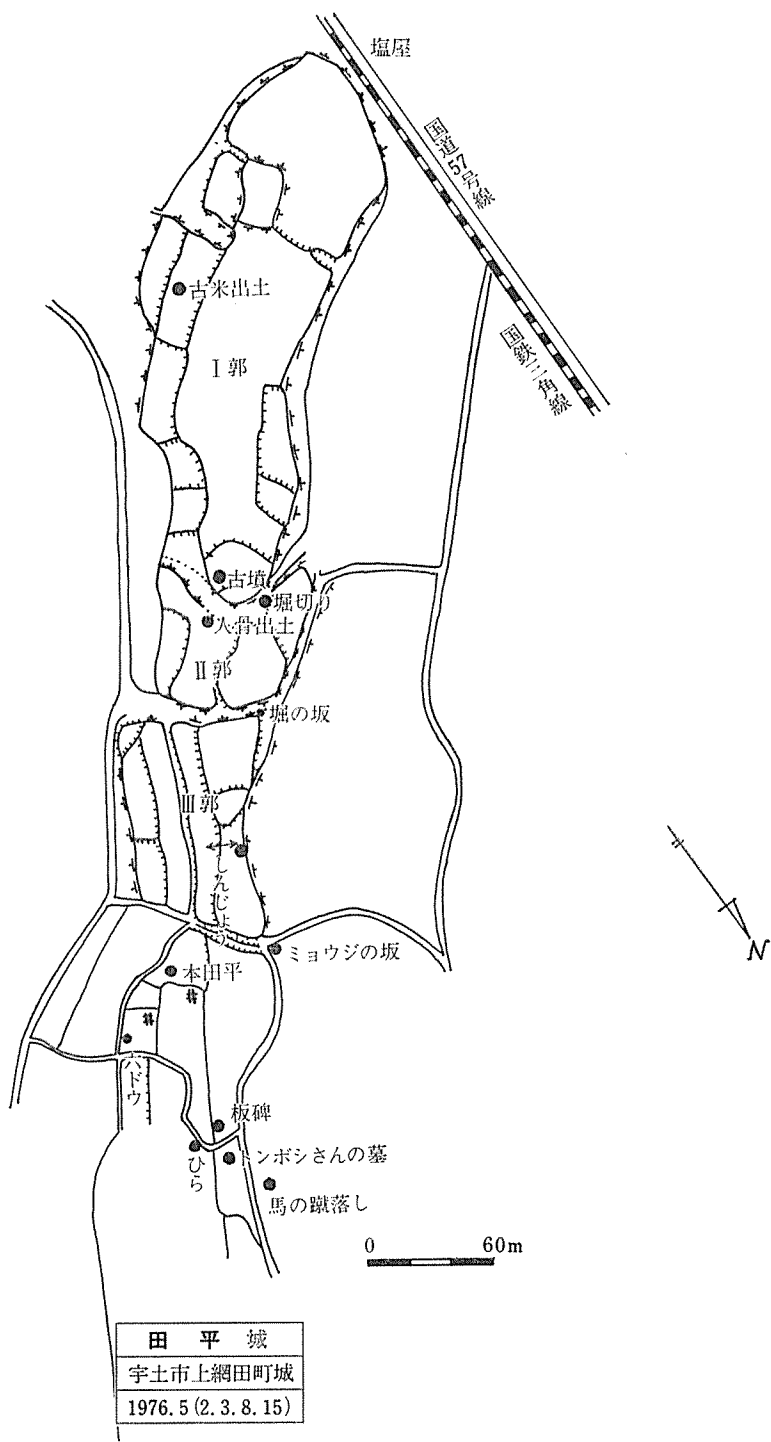 塩屋
国道57号線
国鉄三角線
古米出土
Ⅰ郭
古墳
堀切り
人骨出土
Ⅱ郭
堀の坂
Ⅲ郭
しんじょう
ミョウジの坂
本田平
六ドウ
板碑
ひら
トンボシさんの墓
馬の蹴落し
N
0 60m
田平城
宇土市上網田町城
1976.5(2.3.8.15)